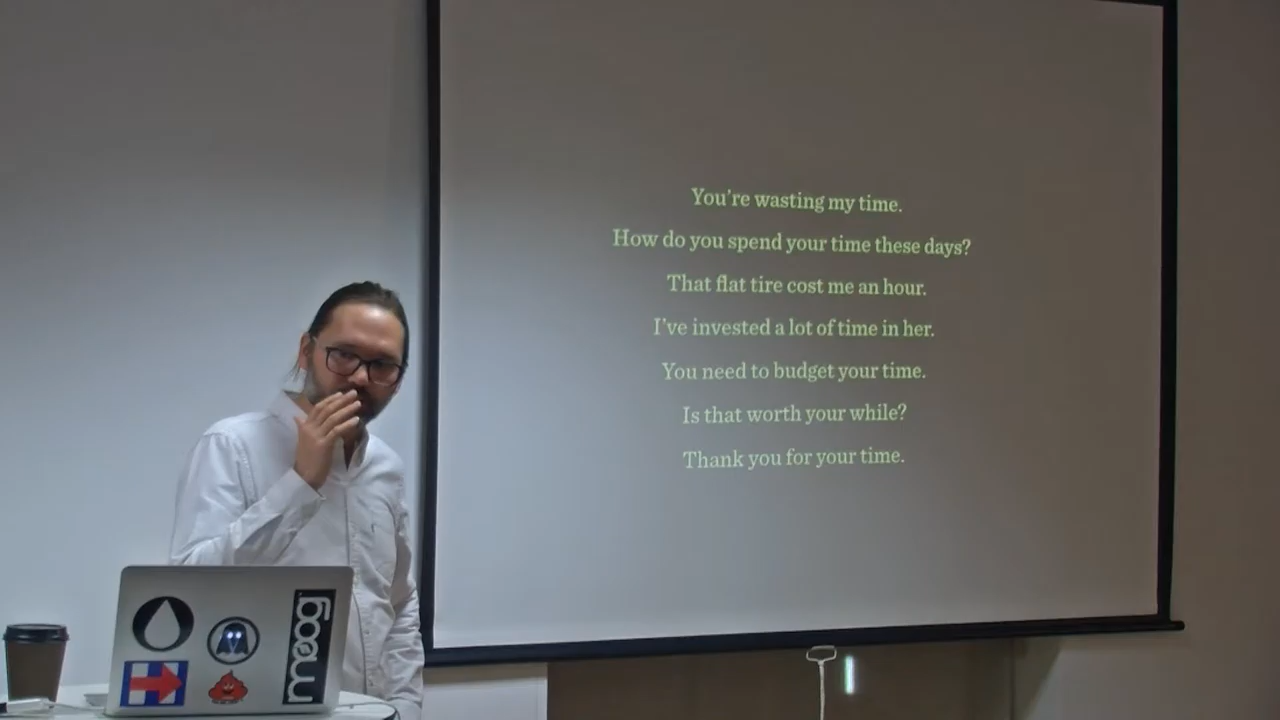 You're wasting my time.
How do you spend your time these days?
That flat tire cost me an hour.
I've invested a lot of time in her.
You need to budget your time.
Is that worth your while?
Thank you for your time.
moog